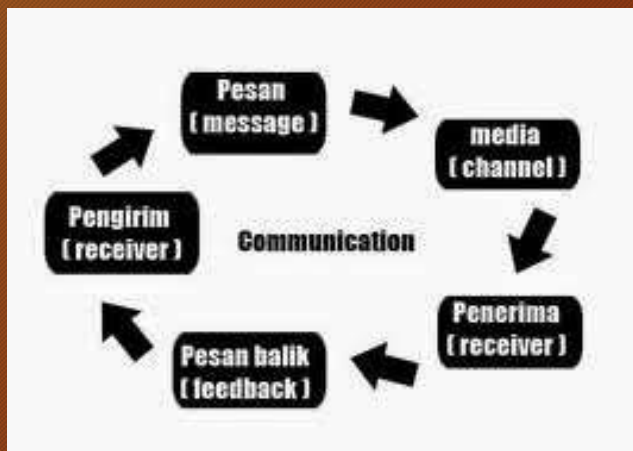 Pesan
( message )
media
( channel )
Pengirim
( receiver )
Communication
Penerima
( receiver )
Pesan balik
( feedback )